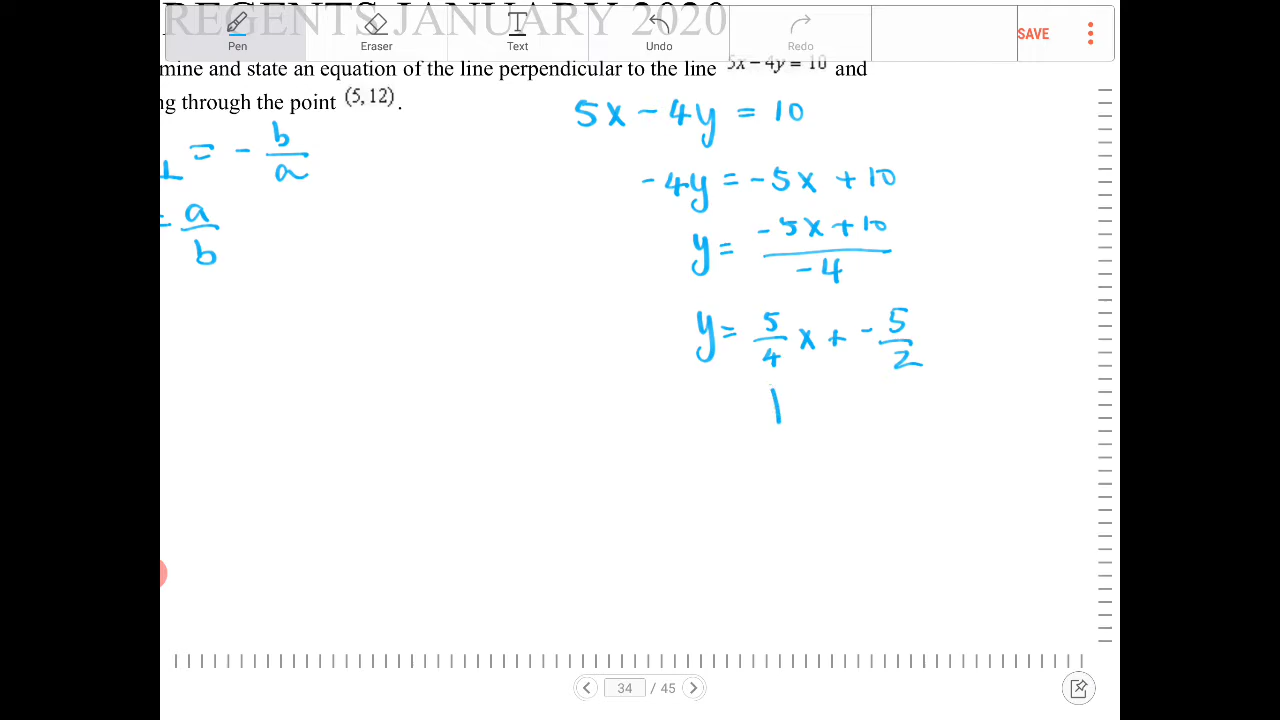 REGENTS JANUARY 2020
Pen
Eraser
Text
Undo
Redo
SAVE
mine and state an equation of the line perpendicular to the line 5x − 4y = 10 and
ng through the point (5, 12).
⊥ = - b/a
= a/b
5x - 4y = 10
-4y = -5x + 10
y = (-5x + 10)/(-4)
y = 5/4 x + - 5/2
34 / 45